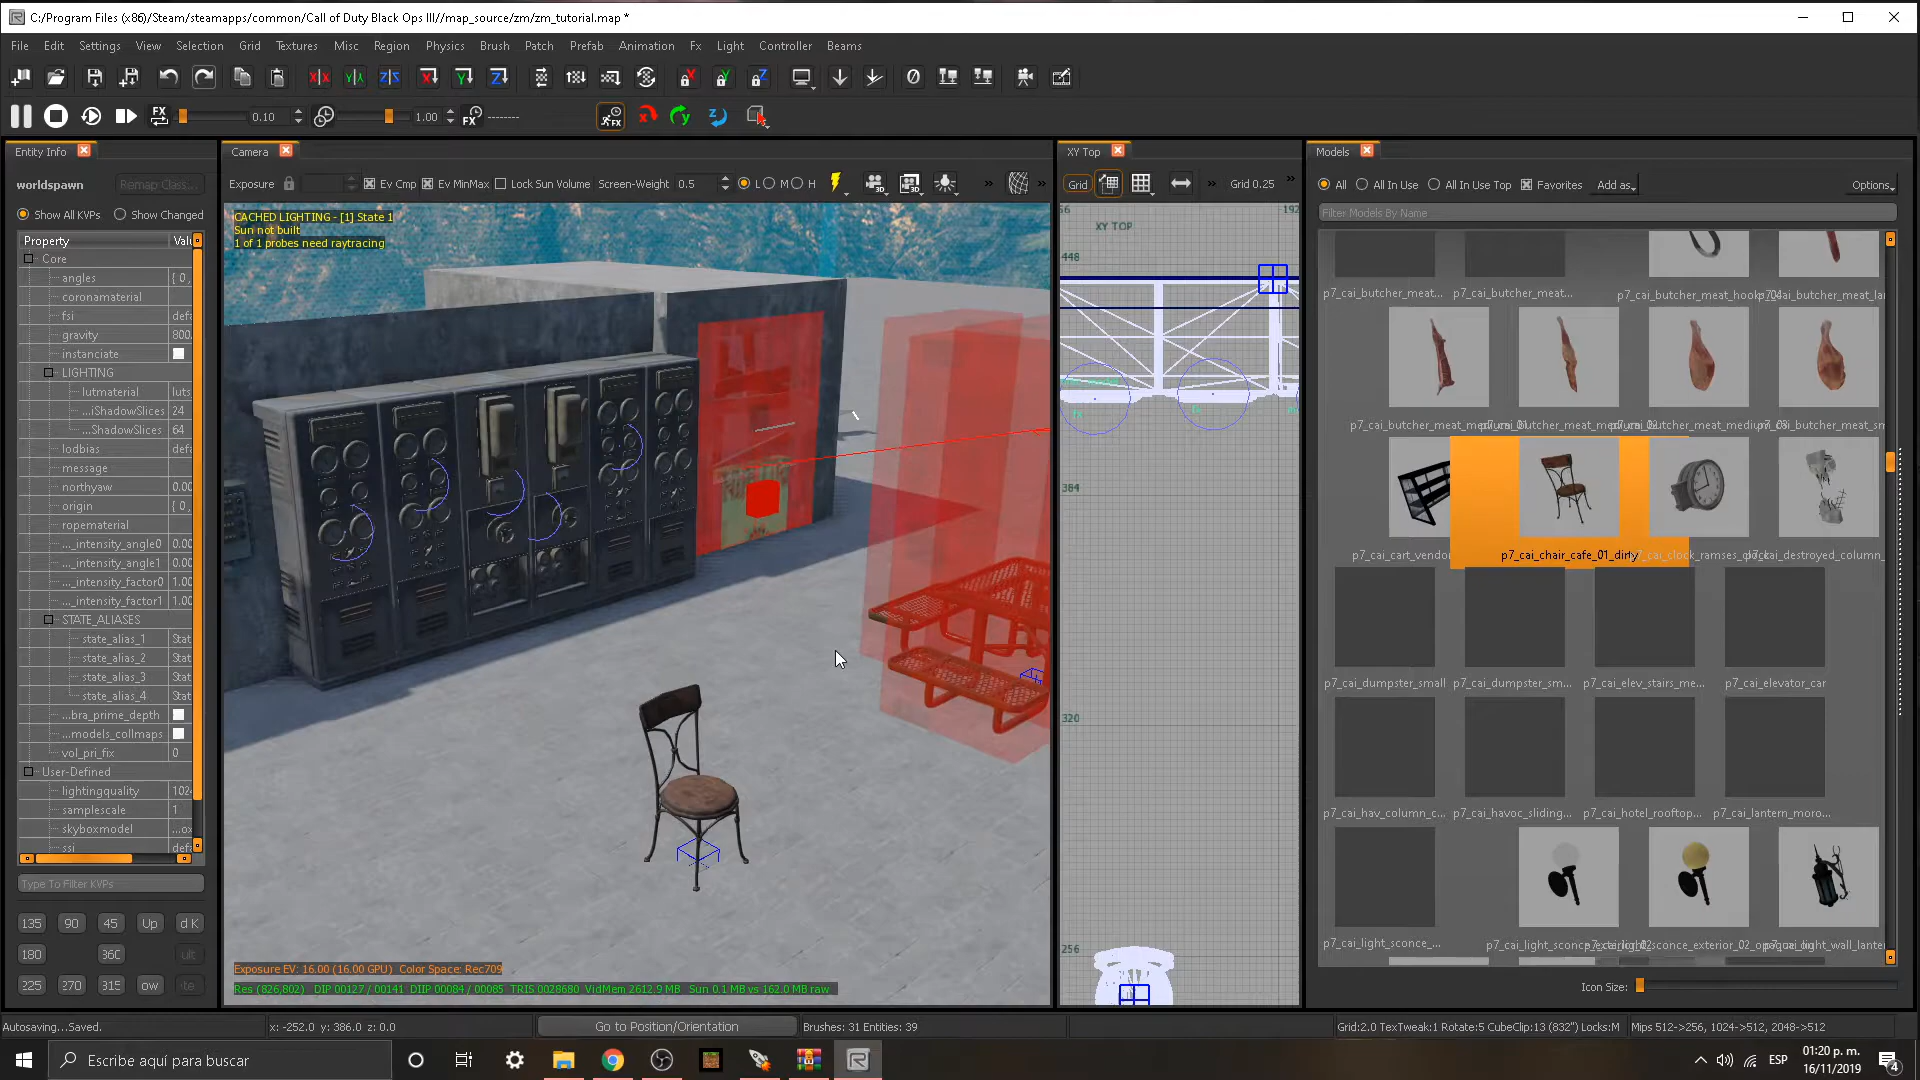 C:/Program Files (x86)/Steam/steamapps/common/Call of Duty Black Ops III//map_source/zm/zm_tutorial.map *
File Edit Settings View Selection Grid Textures Misc Region Physics Brush Patch Prefab Animation Fx Light Controller Beams
FX 0.10 1.00 FX --------
Entity Info
worldspawn Remap Class...
Show All KVPs Show Changed
Property Valu
Core
angles [ 0 ,
coronamaterial
fsi defa
gravity 800.
instanciate
LIGHTING
lutmaterial luts
...iShadowSlices 24
...ShadowSlices 64
lodbias defa
message
northyaw 0.00
origin [ 0 ,
ropematerial
..._intensity_angle0 0.00
..._intensity_angle1 0.00
..._intensity_factor0 1.00
..._intensity_factor1 1.00
STATE_ALIASES
state_alias_1 Stat
state_alias_2 Stat
state_alias_3 Stat
state_alias_4 Stat
...bra_prime_depth
...models_collmaps
vol_pri_fix 0
User-Defined
lightingquality 1024
samplescale 1
skyboxmodel ...ox
ssi defa
Type To Filter KVPs
135 90 45 Up d K
180 360 ult
225 270 315 ow te
Camera
Exposure Ev Cmp Ev MinMax Lock Sun Volume Screen-Weight 0.5 L M H
CACHED LIGHTING - [1] State 1
Sun not built
1 of 1 probes need raytracing
Exposure EV: 16.00 (16.00 GPU) Color Space: Rec709
Res (826,802) DIP 00127 / 00141 DIIP 00084 / 00085 TRIS 0028680 VidMem 2612.9 MB Sun 0.1 MB vs 162.0 MB raw
XY Top
Grid Grid 0.25
192
XY TOP
448
384
320
256
Models
All All In Use All In Use Top Favorites Add as. Options.
Filter Models By Name
p7_cai_butcher_meat... p7_cai_butcher_meat...
p7_cai_dumpster_small p7_cai_dumpster_sm... p7_cai_elev_stairs_me... p7_cai_elevator_car
p7_cai_cart_vendo p7_cai_chair_cafe_01_dirty
p7_cai_hav_column_c... p7_cai_havoc_sliding... p7_cai_hotel_rooftop... p7_cai_lantern_moro...
p7_cai_light_sconce_...
Icon Size:
Autosaving...Saved. x: -252.0 y: 386.0 z: 0.0 Go to Position/Orientation Brushes: 31 Entities: 39 Grid:2.0 TexTweak:1 Rotate:5 CubeClip:13 (832") Locks:M Mips 512->256, 1024->512, 2048->512
Escribe aquí para buscar
ESP
01:20 p. m.
16/11/2019
4